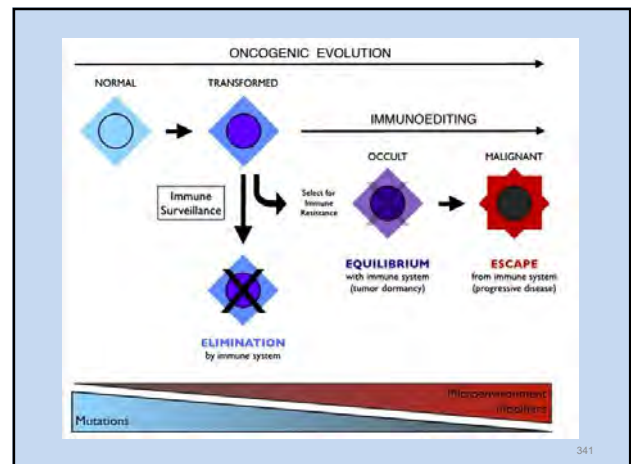 ONCOGENIC EVOLUTION
NORMAL
TRANSFORMED
IMMUNOEDITING
OCCULT
MALIGNANT
Immune
Surveillance
Select for
Immune
Resistance
EQUILIBRIUM
with immune system
(tumor dormancy)
ESCAPE
from immune system
(progressive disease)
ELIMINATION
by immune system
Microenvironment
Modifiers
Mutations
341